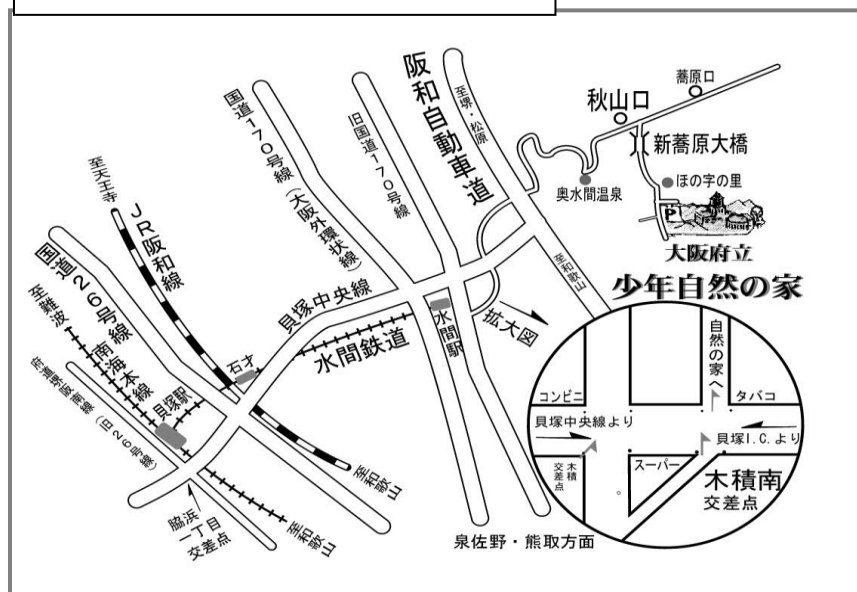 国道170号線(大阪外環状線)
旧国道170号線
阪和自動車道
至堺・松原
蕎原口
秋山口
新蕎原大橋
ほの字の里
奥水間温泉
P
大阪府立
少年自然の家
至天王寺
JR阪和線
国道26号線
至難波
南海本線
府道堺阪南線(旧26号線)
貝塚駅
石才
貝塚中央線
水間鉄道
水間駅
拡大図
至和歌山
脇浜
一丁目
交差点
至和歌山
至和歌山
泉佐野・熊取方面
自然の家へ
コンビニ
タバコ
貝塚中央線より
貝塚I.C.より
木積
交差点
スーパー
木積南
交差点